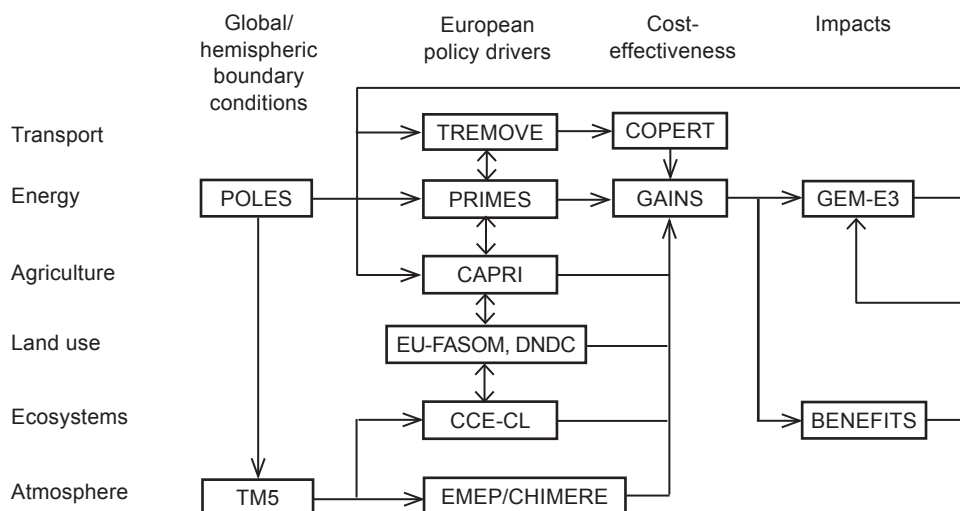 Global/
hemispheric
boundary
conditions
European
policy drivers
Cost-
effectiveness
Impacts
Transport
TREMOVE
COPERT
Energy
POLES
PRIMES
GAINS
GEM-E3
Agriculture
CAPRI
Land use
EU-FASOM, DNDC
Ecosystems
CCE-CL
BENEFITS
Atmosphere
TM5
EMEP/CHIMERE